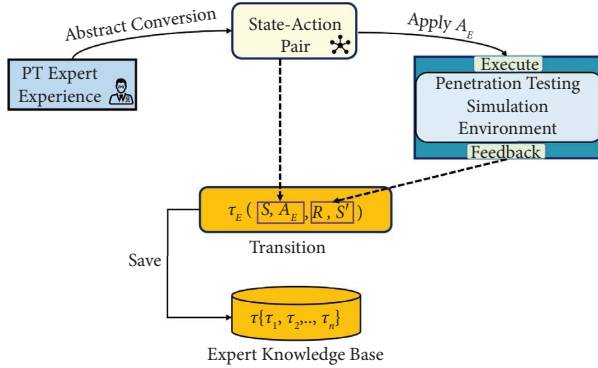 Abstract Conversion
State-Action
Pair
Apply A_E
PT Expert
Experience
Execute
Penetration Testing
Simulation
Environment
Feedback
τ_E ( S, A_E , R , S' )
Transition
Save
τ{τ_1, τ_2,.., τ_n}
Expert Knowledge Base